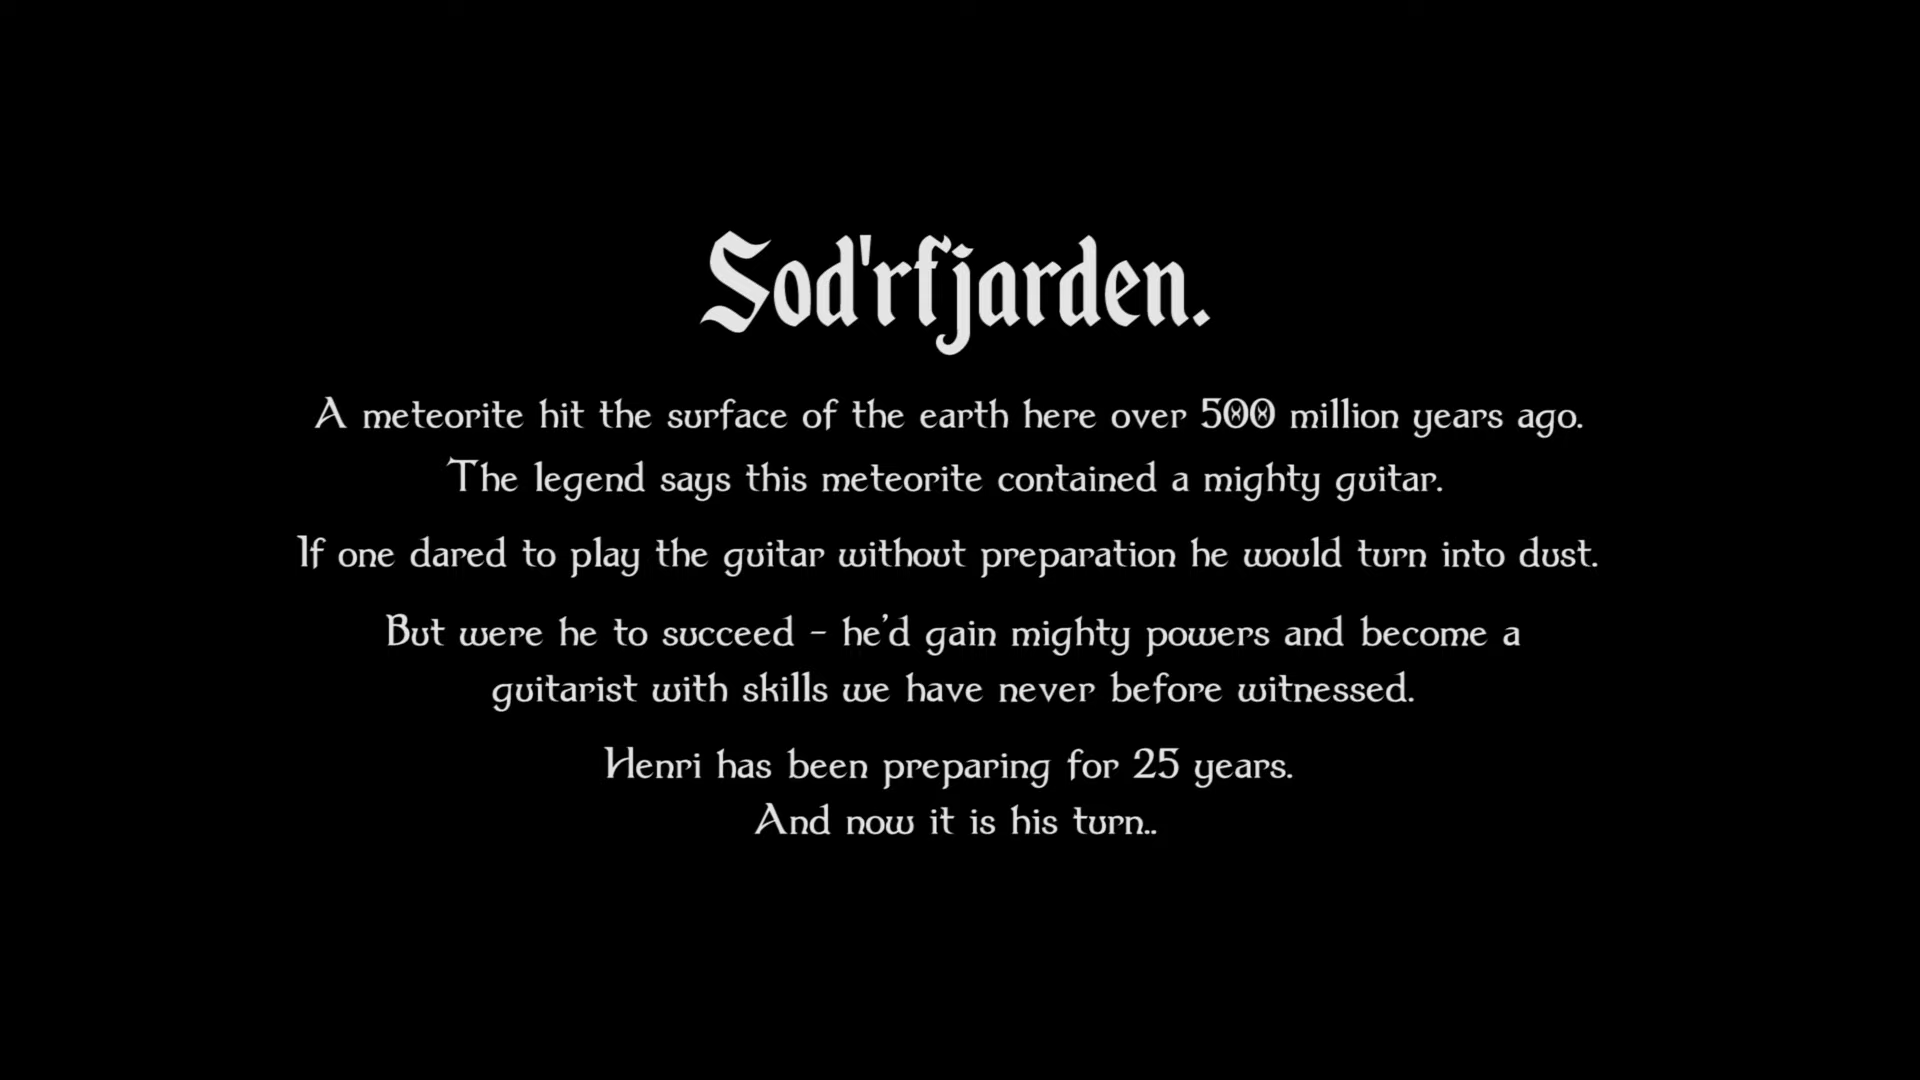 Sod'rfjarden.
A meteorite hit the surface of the earth here over 500 million years ago.
The legend says this meteorite contained a mighty guitar.
If one dared to play the guitar without preparation he would turn into dust.
But were he to succeed - he’d gain mighty powers and become a
guitarist with skills we have never before witnessed.
Henri has been preparing for 25 years.
And now it is his turn..